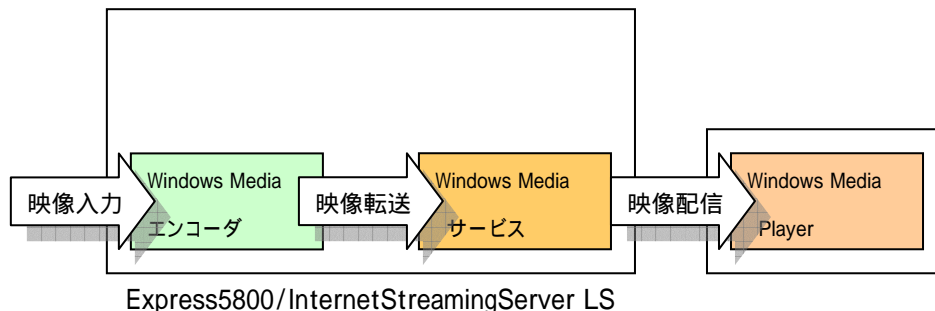 映像入力
Windows Media
エンコーダ
映像転送
Windows Media
サービス
映像配信
Windows Media
Player
Express5800/InternetStreamingServer LS